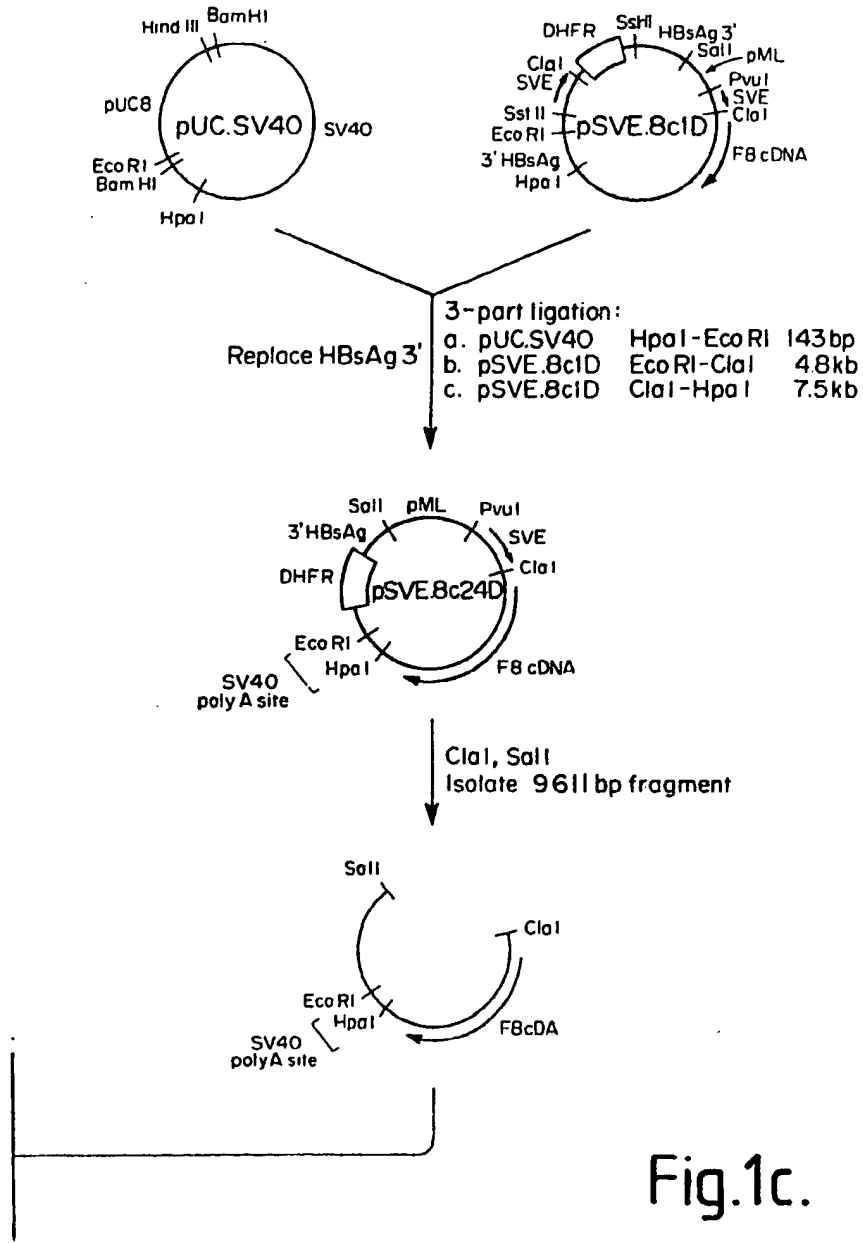 BamHI
Hind III
pUC8
pUC.SV40
SV40
EcoRI
BamHI
HpaI
DHFR
SstII
HBsAg 3'
SalI
pML
ClaI
SVE
PvuI
SVE
ClaI
SstII
EcoRI
pSVE.8c1D
F8 cDNA
3' HBsAg
HpaI
Replace HBsAg 3'
3-part ligation:
a. pUC.SV40 HpaI-EcoRI 143bp
b. pSVE.8c1D EcoRI-ClaI 4.8kb
c. pSVE.8c1D ClaI-HpaI 7.5kb
SalI
pML
PvuI
3' HBsAg
SVE
DHFR
ClaI
pSVE.8c24D
EcoRI
HpaI
F8 cDNA
SV40
poly A site
ClaI, SalI
Isolate 9611bp fragment
SalI
ClaI
EcoRI
HpaI
F8cDA
SV40
polyA site
Fig.1c.